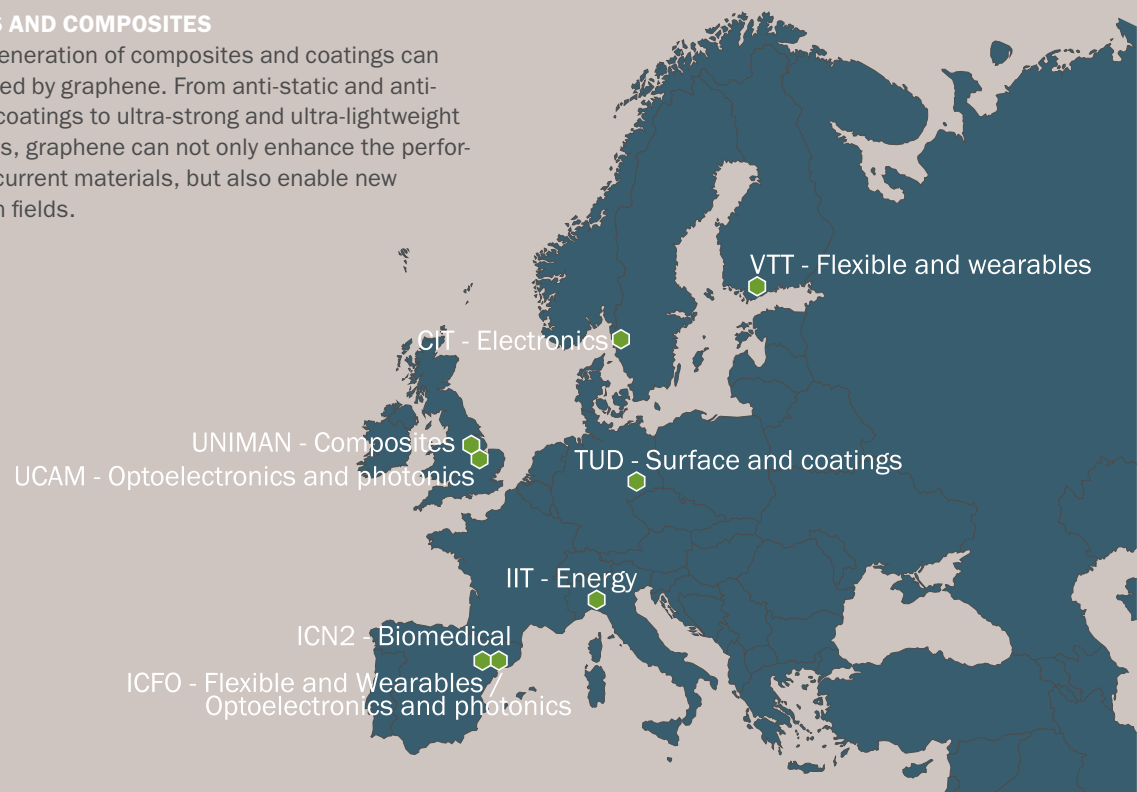 S AND COMPOSITES
eneration of composites and coatings can
ed by graphene. From anti-static and anti-
coatings to ultra-strong and ultra-lightweight
s, graphene can not only enhance the perfor-
current materials, but also enable new
n fields.
VTT - Flexible and wearables
CIT - Electronics
UNIMAN - Composites
UCAM - Optoelectronics and photonics
TUD - Surface and coatings
IIT - Energy
ICN2 - Biomedical
ICFO - Flexible and Wearables /
Optoelectronics and photonics